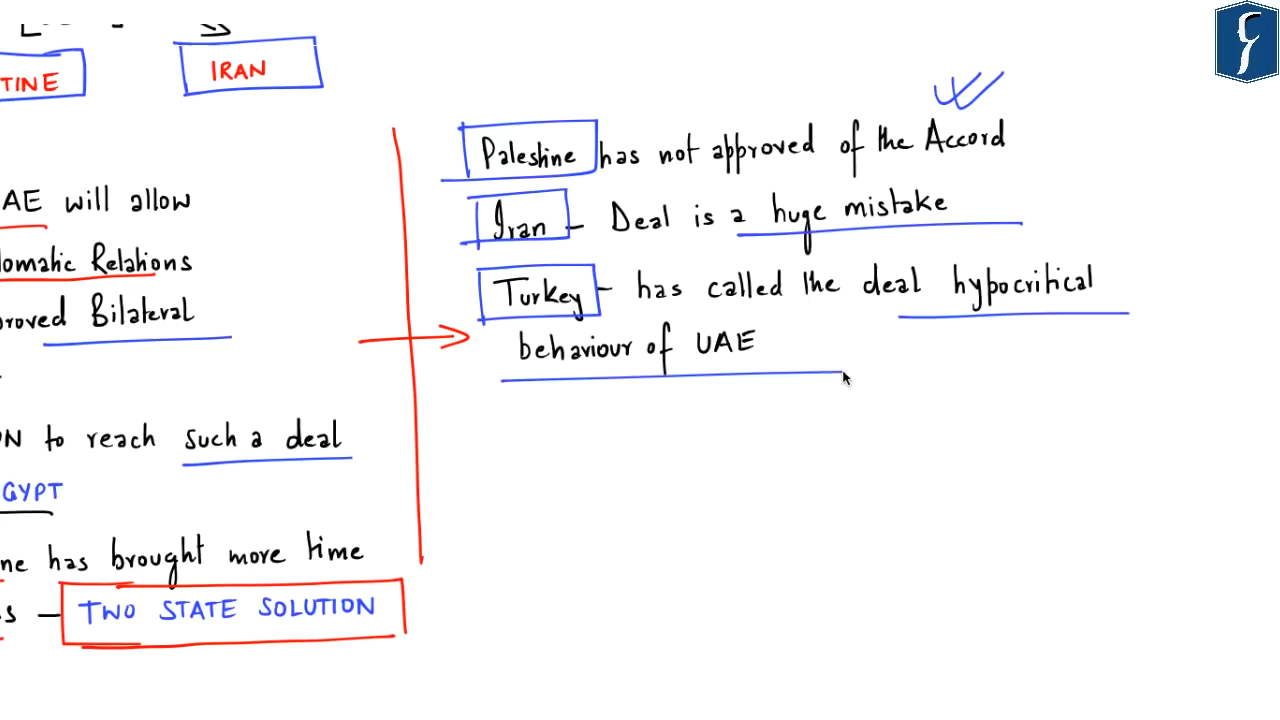 TINE
IRAN
AE will allow
lomatic Relations
roved Bilateral
ON to reach such a deal
GYPT
ne has brought more time
s – TWO STATE SOLUTION
Palestine has not approved of the Accord
Iran – Deal is a huge mistake
Turkey – has called the deal hypocritical
behaviour of UAE